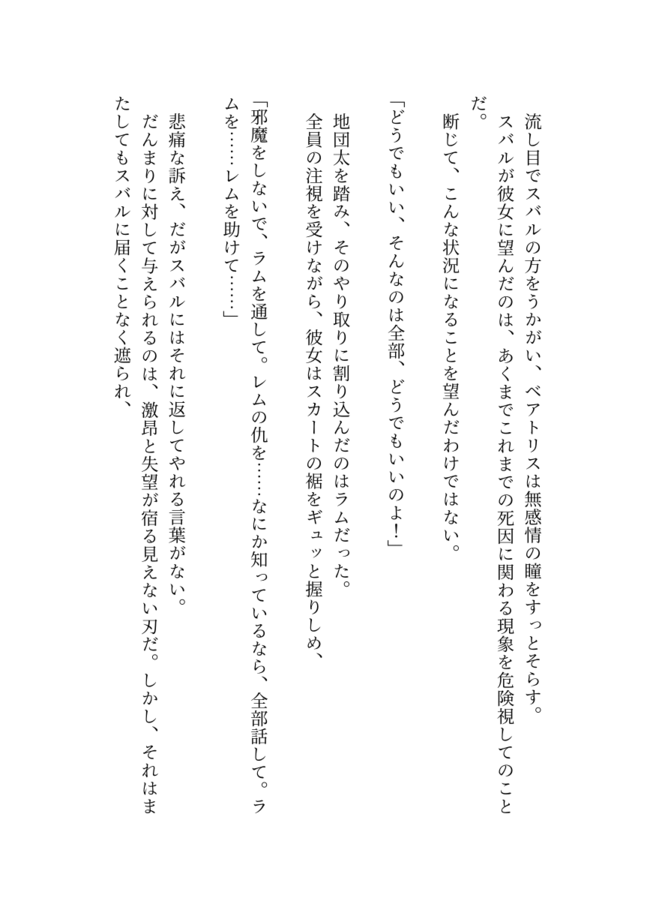 流し目でスバルの方をうかがい、ベアトリスは無感情の瞳をすっとそらす。
スバルが彼女に望んだのは、あくまでこれまでの死因に関わる現象を危険視してのこと
だ。
断じて、こんな状況になることを望んだわけではない。
「どうでもいい、そんなのは全部、どうでもいいのよ！」
地団太を踏み、そのやり取りに割り込んだのはラムだった。
全員の注視を受けながら、彼女はスカートの裾をギュッと握りしめ、
「邪魔をしないで、ラムを通して。レムの仇を……なにか知っているなら、全部話して。ラ
ムを……レムを助けて……」
悲痛な訴え、だがスバルにはそれに返してやれる言葉がない。
だんまりに対して与えられるのは、激昂と失望が宿る見えない刃だ。しかし、それはま
たしてもスバルに届くことなく遮られ、